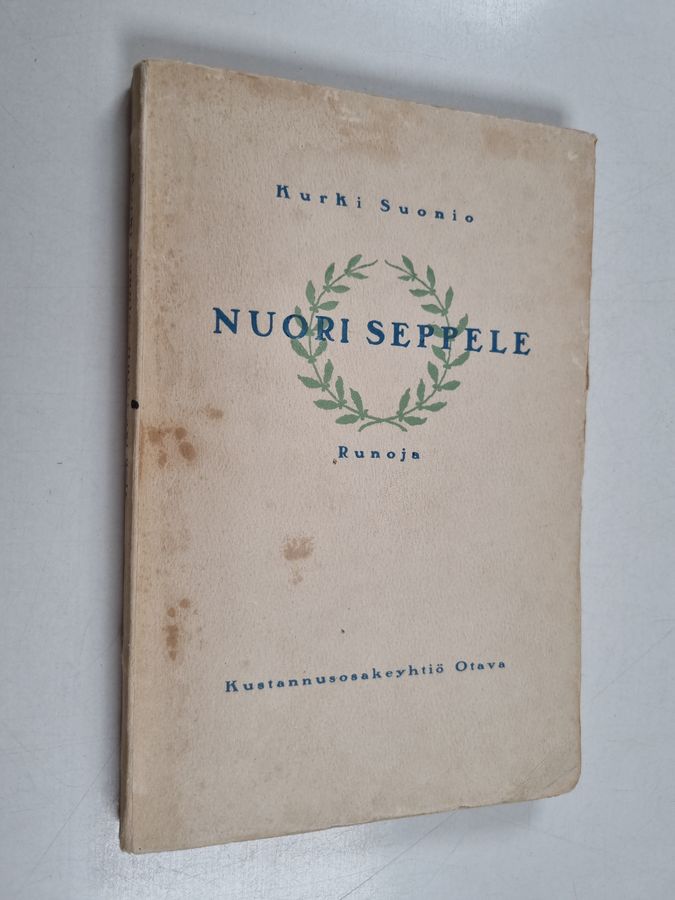 Kurki Suonio
NUORI SEPPELE
Runoja
Kustannusosakeyhtiö Otava